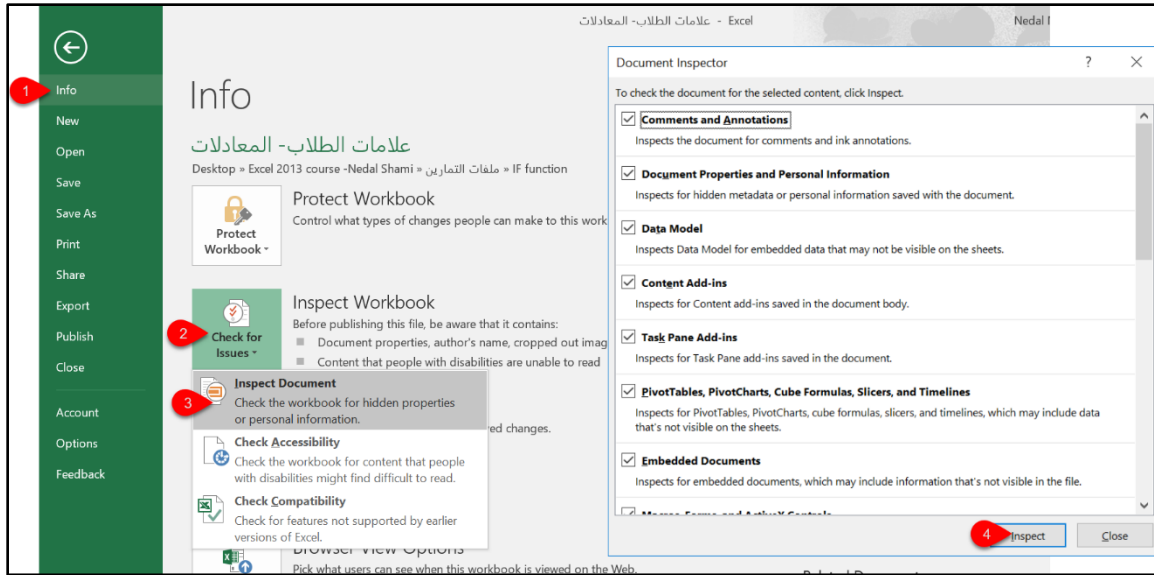 علامات الطلاب- المعادلات - Excel
Nedal
1
Info
New
Open
Save
Save As
Print
Share
Export
Publish
Close
Account
Options
Feedback
Info
علامات الطلاب- المعادلات
Desktop » Excel 2013 course -Nedal Shami » ملفات التمارين » IF function
Protect
Workbook
Protect Workbook
Control what types of changes people can make to this work
2
Check for
Issues
Inspect Workbook
Before publishing this file, be aware that it contains:
Document properties, author's name, cropped out imag
Content that people with disabilities are unable to read
3
Inspect Document
Check the workbook for hidden properties
or personal information.
Check Accessibility
Check the workbook for content that people
with disabilities might find difficult to read.
Check Compatibility
Check for features not supported by earlier
versions of Excel.
red changes.
Browser View Options
Pick what users can see when this workbook is viewed on the Web.
Document Inspector
?
To check the document for the selected content, click Inspect.
Comments and Annotations
Inspects the document for comments and ink annotations.
Document Properties and Personal Information
Inspects for hidden metadata or personal information saved with the document.
Data Model
Inspects Data Model for embedded data that may not be visible on the sheets.
Content Add-ins
Inspects for Content add-ins saved in the document body.
Task Pane Add-ins
Inspects for Task Pane add-ins saved in the document.
PivotTables, PivotCharts, Cube Formulas, Slicers, and Timelines
Inspects for PivotTables, PivotCharts, cube formulas, slicers, and timelines, which may include data
that's not visible on the sheets.
Embedded Documents
Inspects for embedded documents, which may include information that's not visible in the file.
Macros, Forms, and ActiveX Controls
4
Inspect
Close